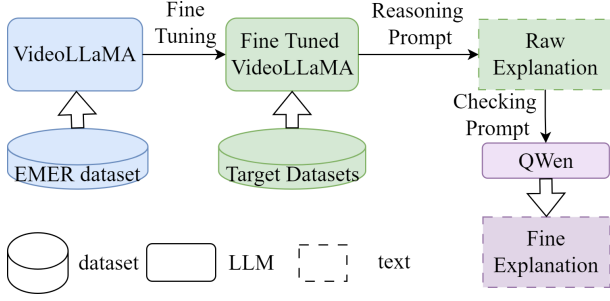 Fine
Tuning
Reasoning
Prompt
VideoLLaMA
Fine Tuned
VideoLLaMA
Raw
Explanation
Checking
Prompt
EMER dataset
Target Datasets
QWen
Fine
Explanation
dataset
LLM
text